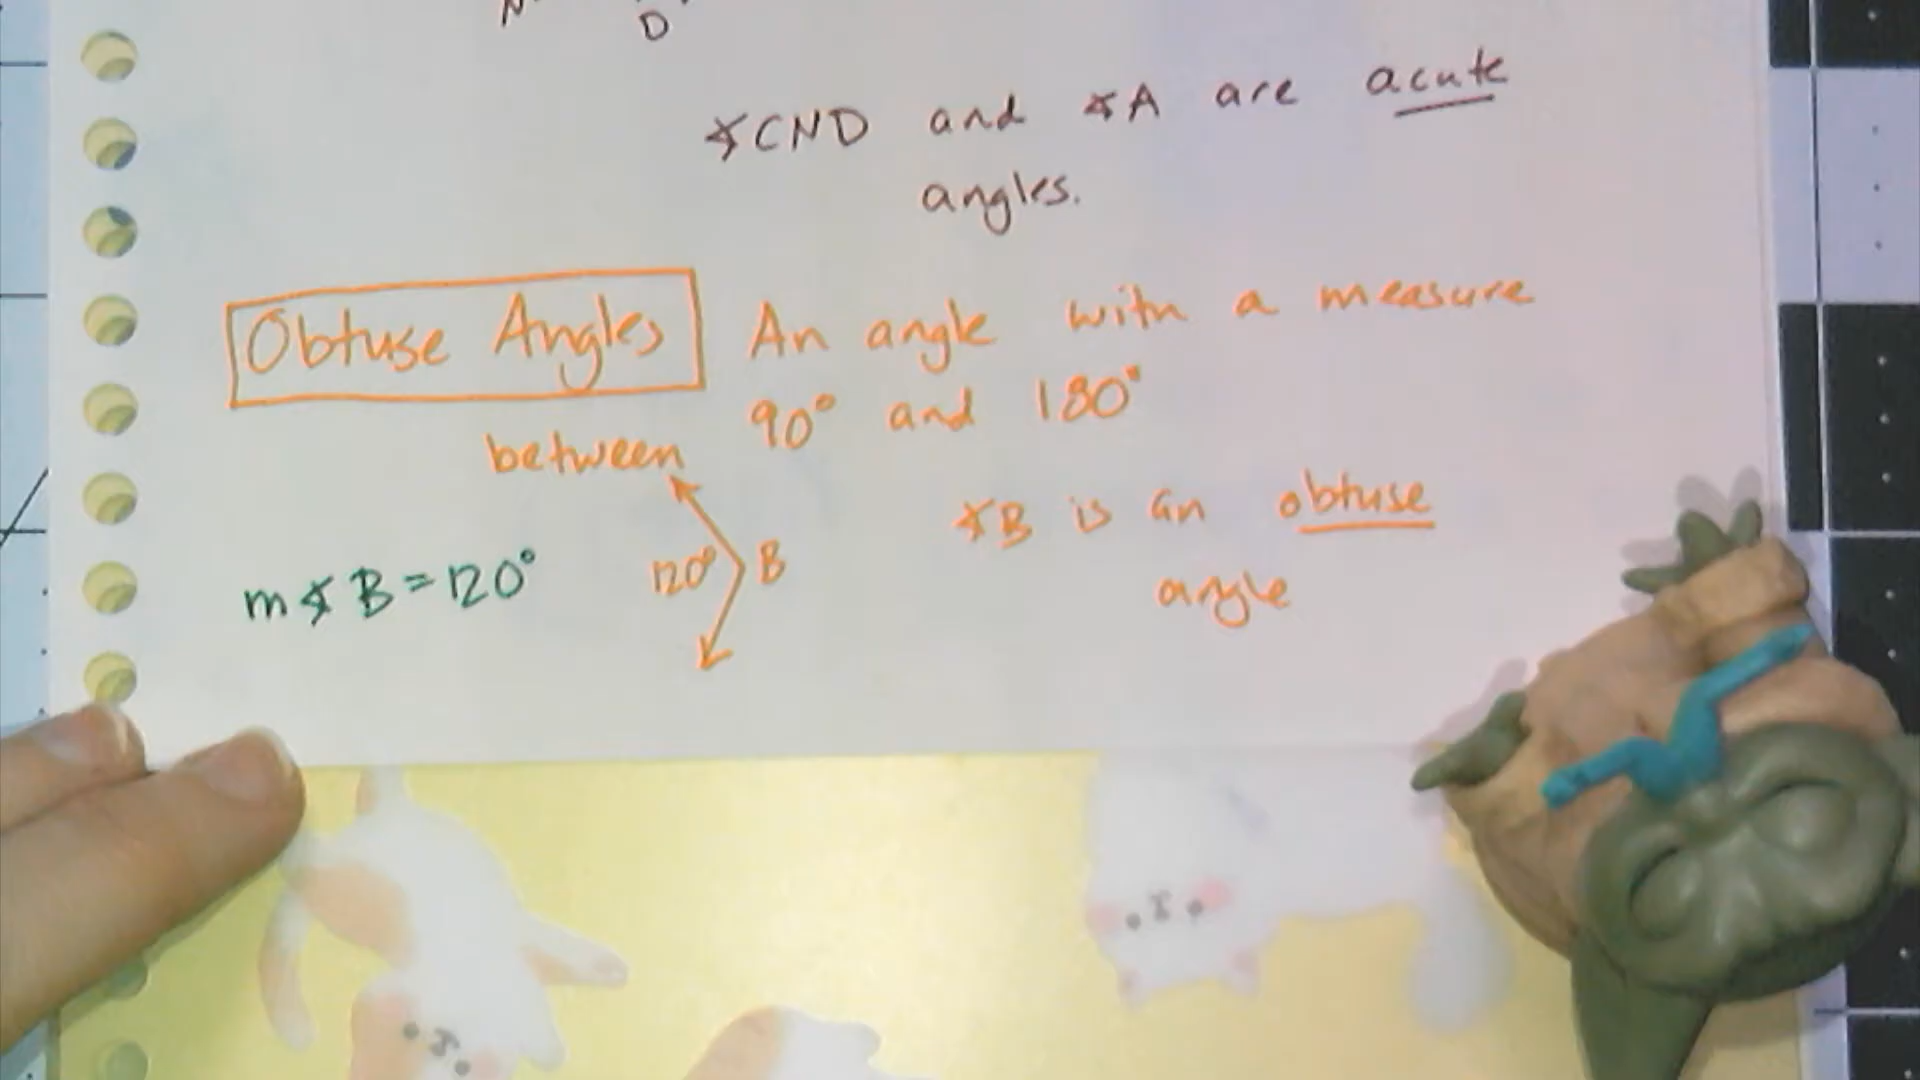 N
D
∡CND and ∡A are acute
angles.
Obtuse Angles An angle with a measure
between 90° and 180°
∡B is an obtuse
angle
120° B
m∡B=120°